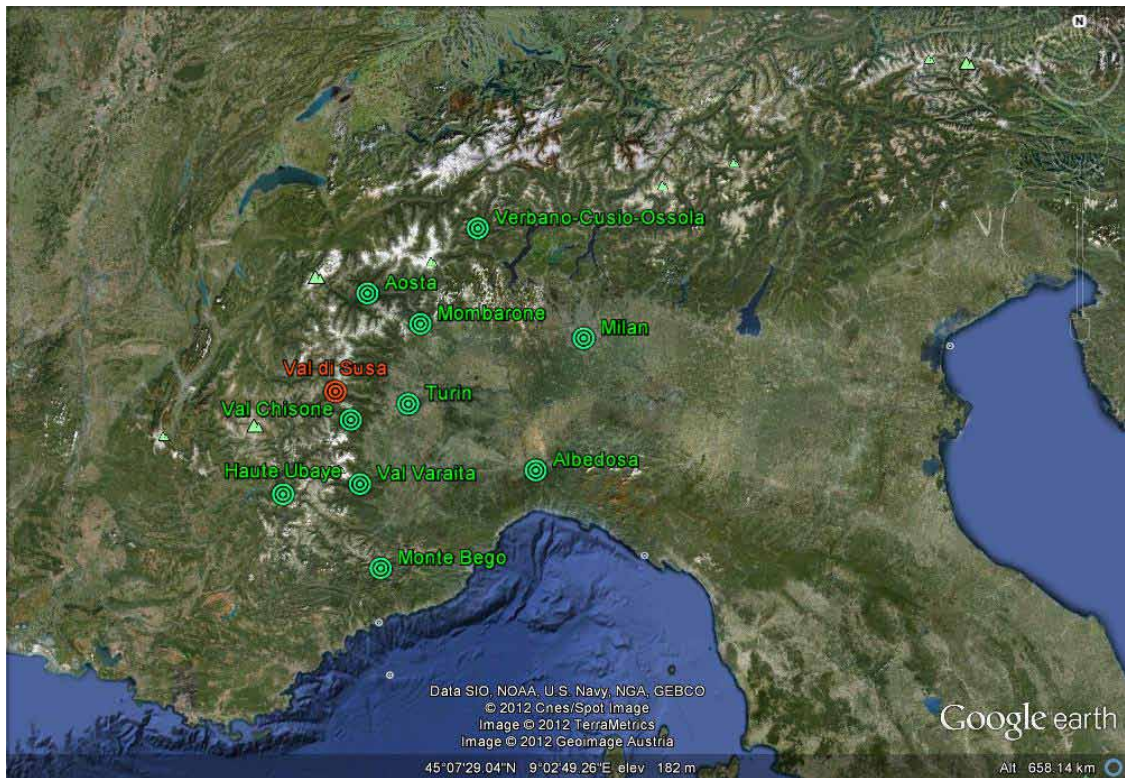 N
Verbano-Cusio-Ossola
Aosta
Mombarone
Milan
Val di Susa
Turin
Val Chisone
Albedosa
Haute Ubaye
Val Varaita
Monte Bego
Data SIO, NOAA, U.S. Navy, NGA, GEBCO
© 2012 Cnes/Spot Image
Image © 2012 TerraMetrics
Image © 2012 Geoimage Austria
Google earth
45°07'29.04"N 9°02'49.26"E elev 182 m
Alt 658.14 km